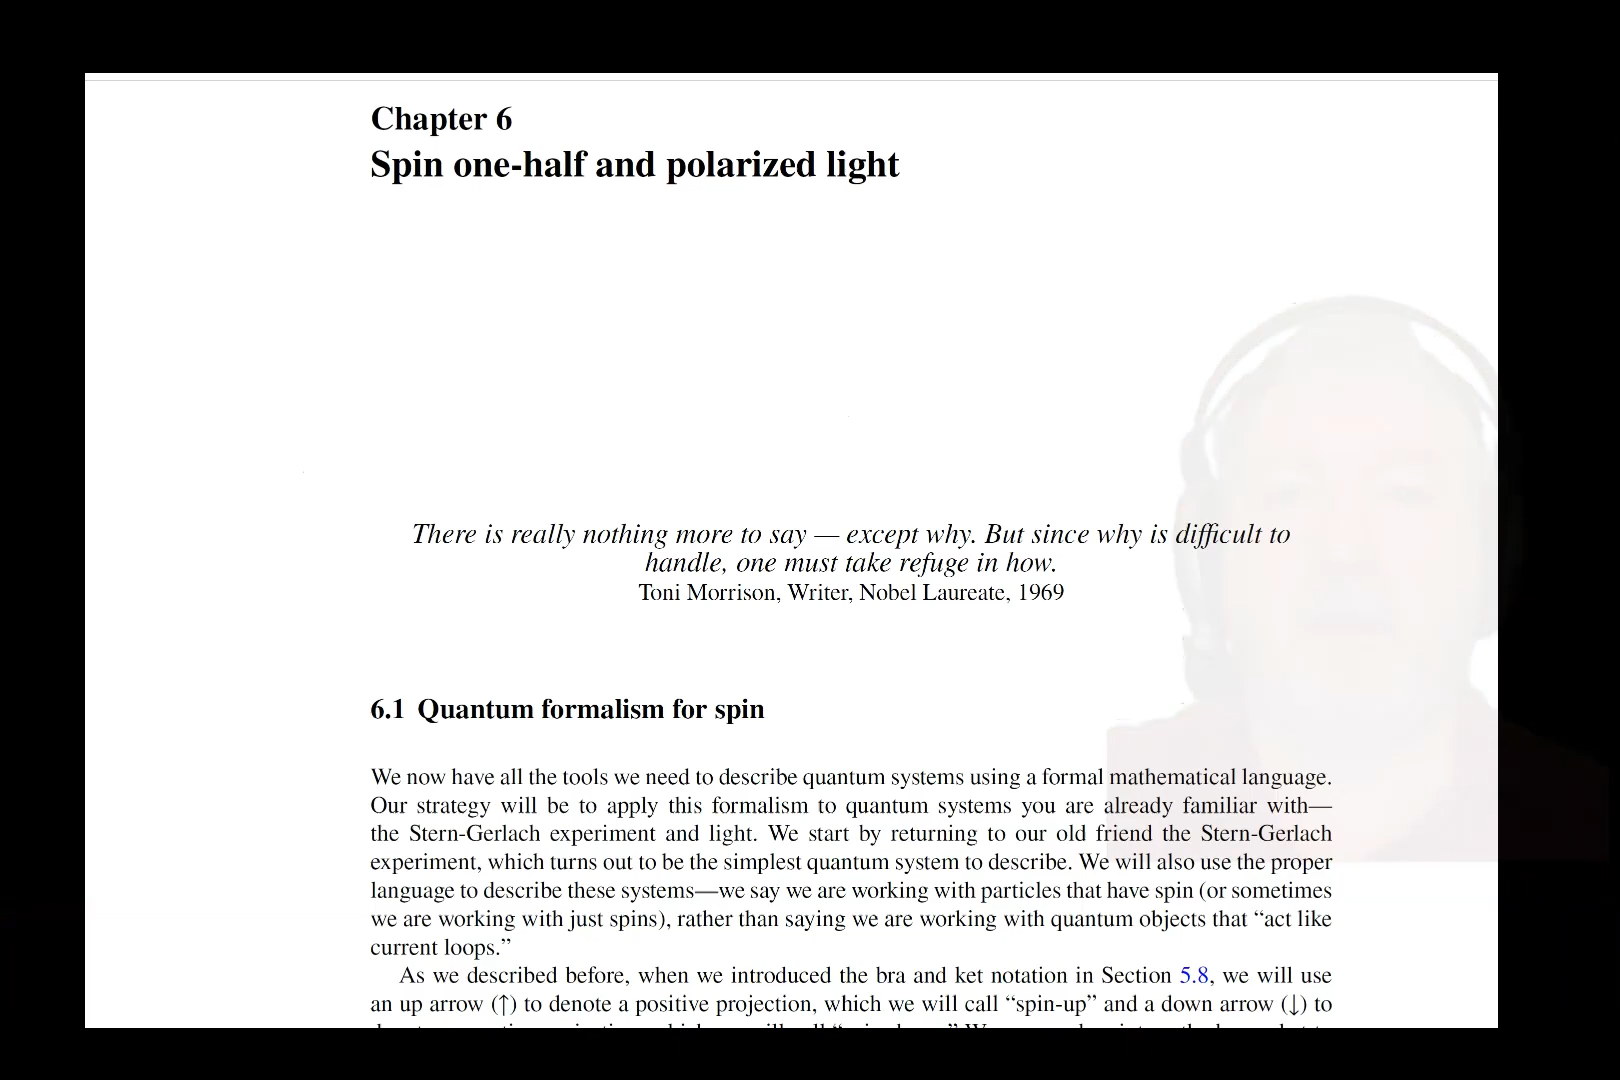 Chapter 6
Spin one-half and polarized light
There is really nothing more to say — except why. But since why is difficult to
handle, one must take refuge in how.
Toni Morrison, Writer, Nobel Laureate, 1969
6.1 Quantum formalism for spin
We now have all the tools we need to describe quantum systems using a formal mathematical language.
Our strategy will be to apply this formalism to quantum systems you are already familiar with—
the Stern-Gerlach experiment and light. We start by returning to our old friend the Stern-Gerlach
experiment, which turns out to be the simplest quantum system to describe. We will also use the proper
language to describe these systems—we say we are working with particles that have spin (or sometimes
we are working with just spins), rather than saying we are working with quantum objects that “act like
current loops.”
As we described before, when we introduced the bra and ket notation in Section 5.8, we will use
an up arrow (↑) to denote a positive projection, which we will call “spin-up” and a down arrow (↓) to